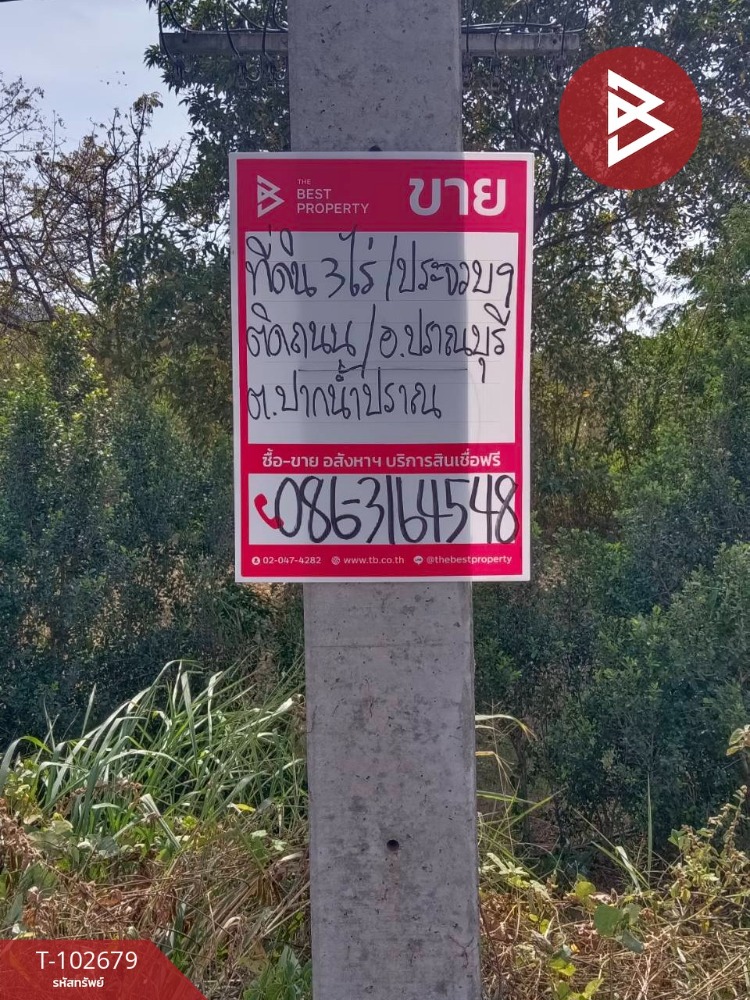 THE
BEST
PROPERTY
ขาย
ที่ดิน 3ไร่ /ประจวบฯ
ติดถนน /อ.ปราณบุรี
ต.ปากน้ำปราณ
ซื้อ-ขาย อสังหาฯ บริการสินเชื่อฟรี
086-3164548
02-047-4282 www.tb.co.th @thebestproperty
T-102679
รหัสทรัพย์